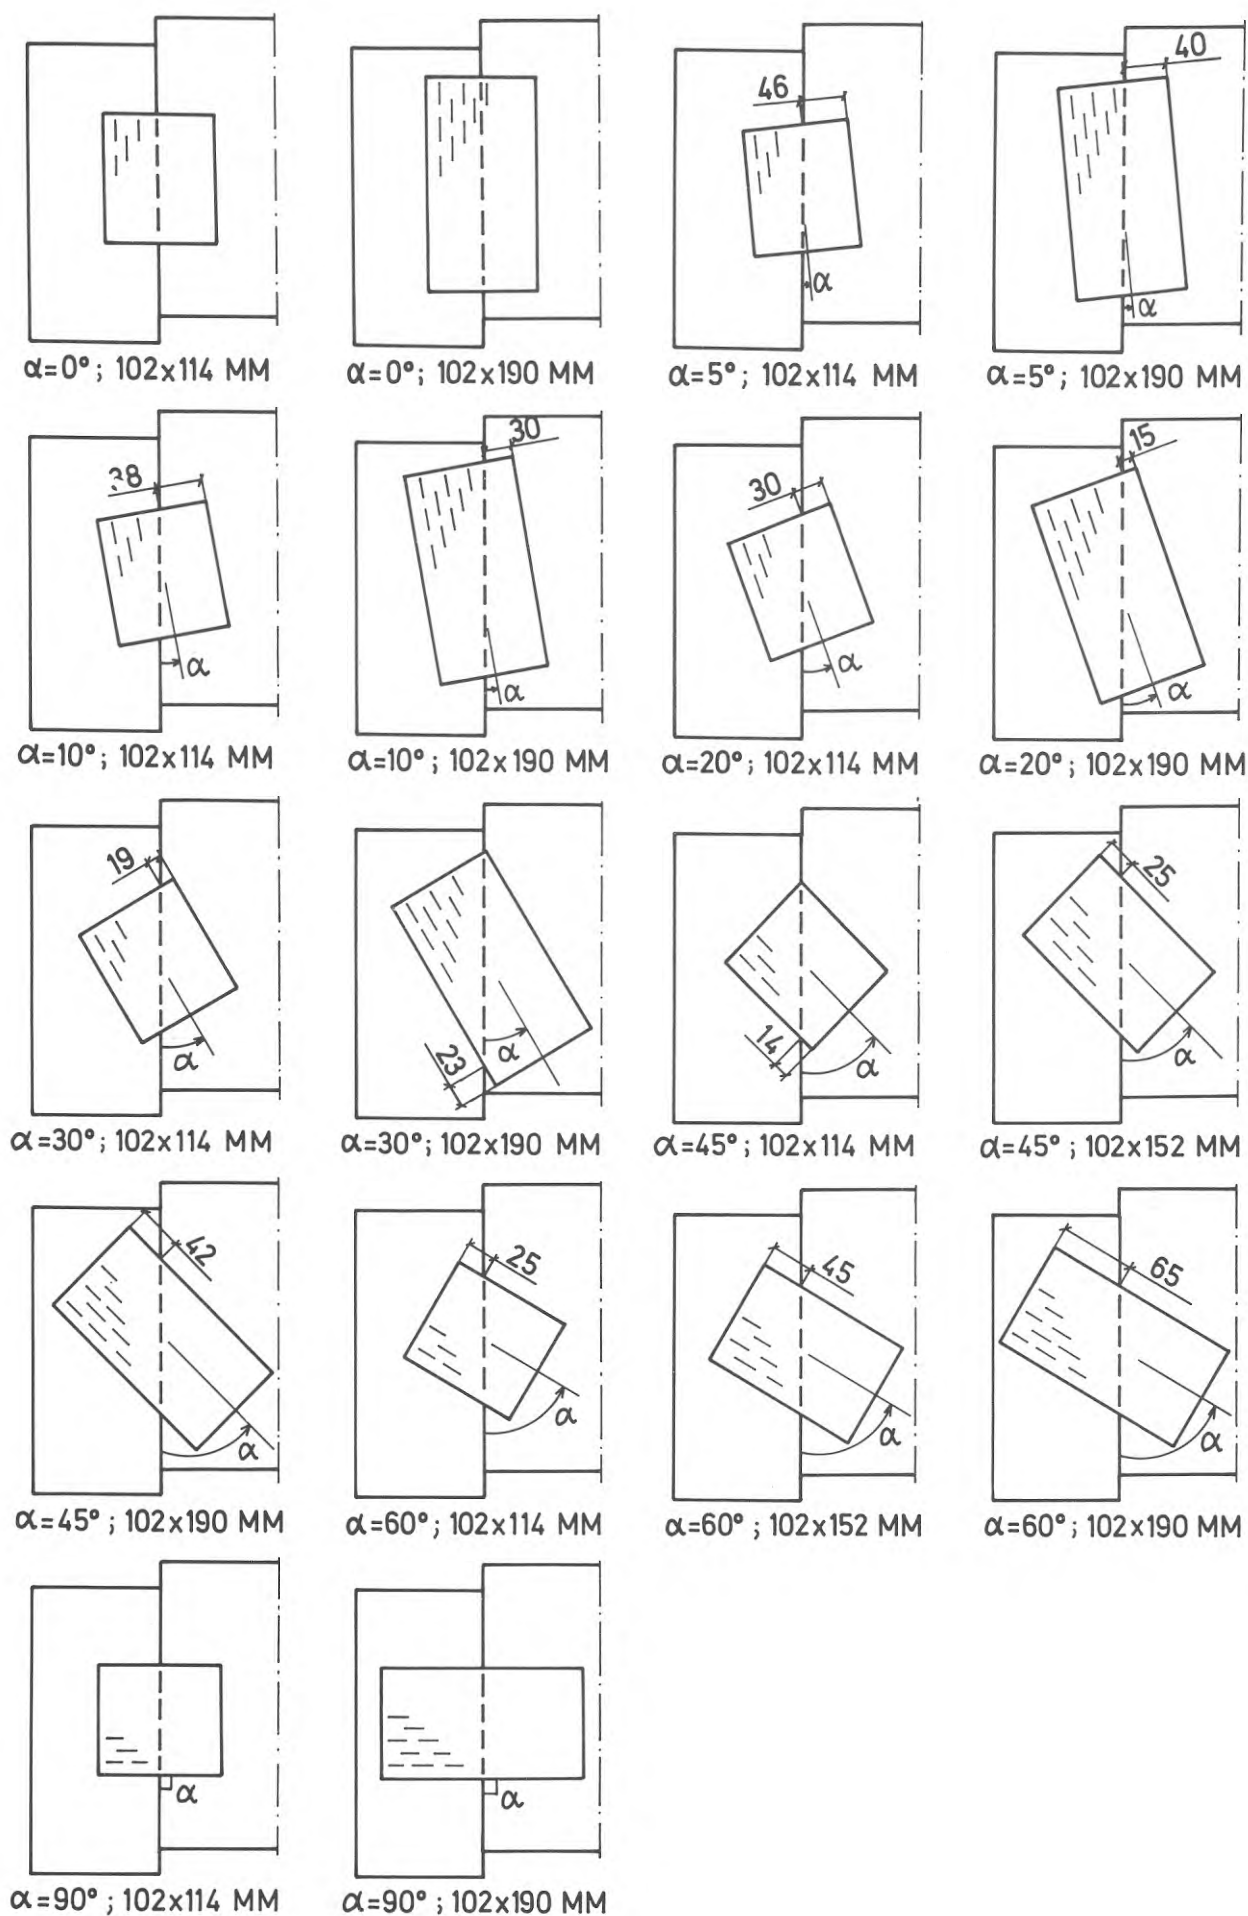 46
40
α
α
α=0°; 102x114 MM
α=0°; 102x190 MM
α=5°; 102x114 MM
α=5°; 102x190 MM
38
30
30
15
α
α
α
α
α=10°; 102x114 MM
α=10°; 102x190 MM
α=20°; 102x114 MM
α=20°; 102x190 MM
19
25
23
α
14
α
α
α
α=30°; 102x114 MM
α=30°; 102x190 MM
α=45°; 102x114 MM
α=45°; 102x152 MM
42
25
45
65
α
α
α
α
α=45°; 102x190 MM
α=60°; 102x114 MM
α=60°; 102x152 MM
α=60°; 102x190 MM
α
α
α=90°; 102x114 MM
α=90°; 102x190 MM